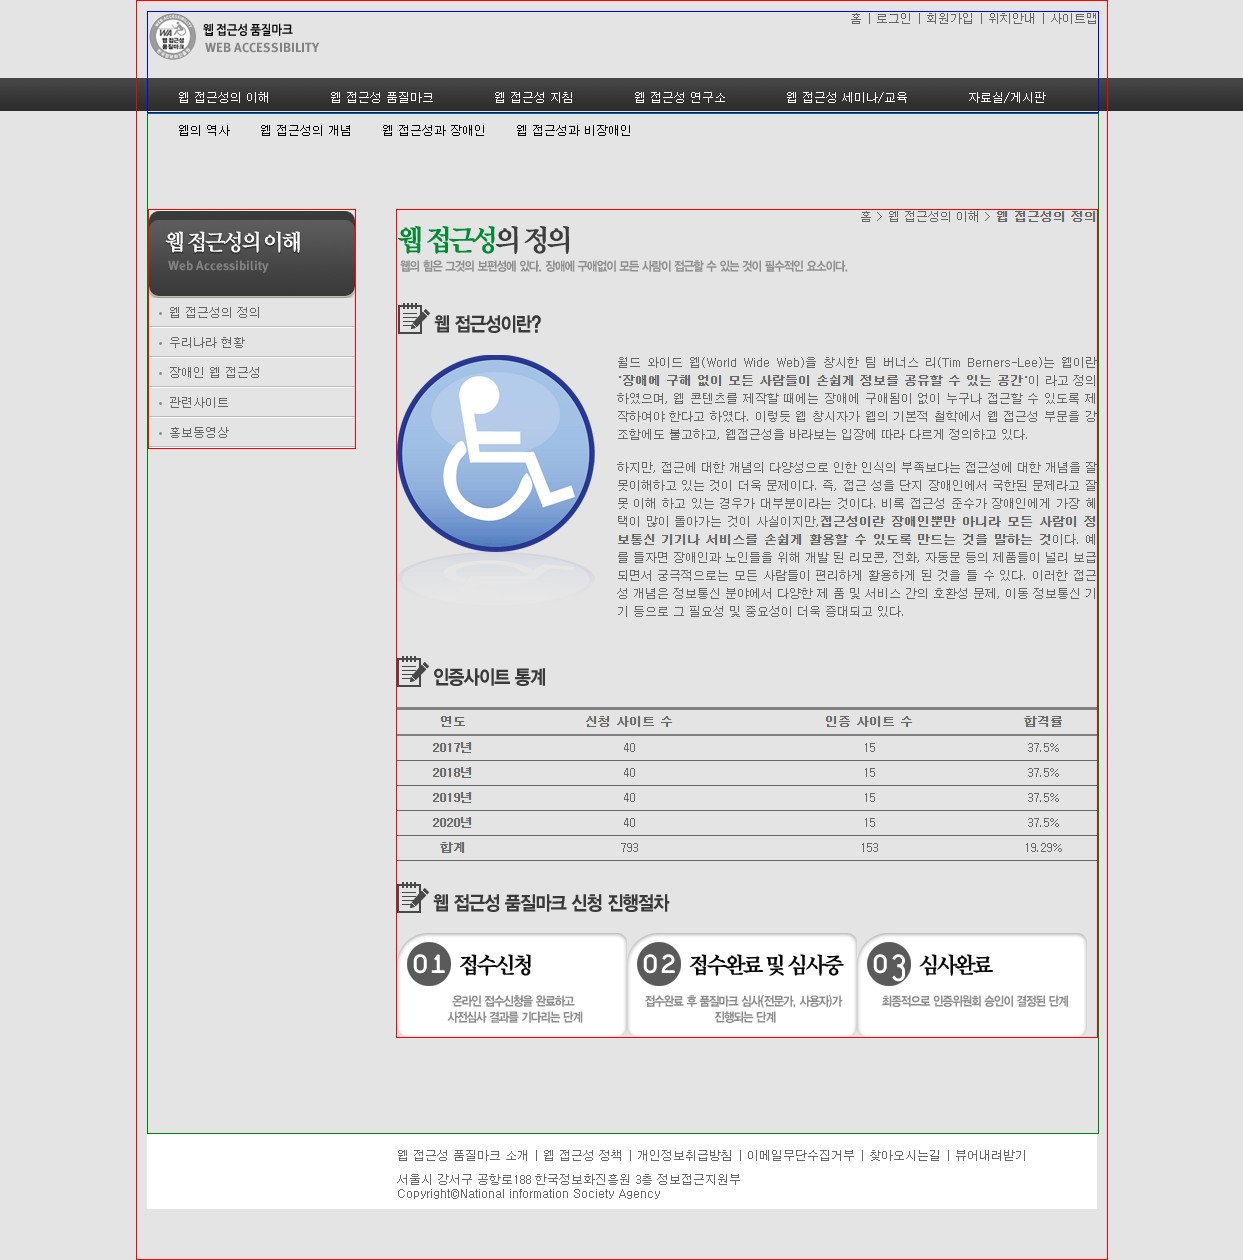 WEB ACCESSIBILITY WA 웹 접근성 품질마크
웹 접근성 품질마크
WEB ACCESSIBILITY
홈 | 로그인 | 회원가입 | 위치안내 | 사이트맵
웹 접근성의 이해 웹 접근성 품질마크 웹 접근성 지침 웹 접근성 연구소 웹 접근성 세미나/교육 자료실/게시판
웹의 역사 웹 접근성의 개념 웹 접근성과 장애인 웹 접근성과 비장애인
웹 접근성의 이해
Web Accessibility
• 웹 접근성의 정의
• 우리나라 현황
• 장애인 웹 접근성
• 관련사이트
• 홍보동영상
홈 > 웹 접근성의 이해 > 웹 접근성의 정의
웹 접근성의 정의
웹의 힘은 그것의 보편성에 있다. 장애에 구애없이 모든 사람이 접근할 수 있는 것이 필수적인 요소이다.
웹 접근성이란?
월드 와이드 웹(World Wide Web)을 창시한 팀 버너스 리(Tim Berners-Lee)는 웹이란
'장애에 구해 없이 모든 사람들이 손쉽게 정보를 공유할 수 있는 공간'이 라고 정의
하였으며, 웹 콘텐츠를 제작할 때에는 장애에 구애됨이 없이 누구나 접근할 수 있도록 제
작하여야 한다고 하였다. 이렇듯 웹 창시자가 웹의 기본적 철학에서 웹 접근성 부문을 강
조함에도 불고하고, 웹접근성을 바라보는 입장에 따라 다르게 정의하고 있다.
하지만, 접근에 대한 개념의 다양성으로 인한 인식의 부족보다는 접근성에 대한 개념을 잘
못이해하고 있는 것이 더욱 문제이다. 즉, 접근 성을 단지 장애인에서 국한된 문제라고 잘
못 이해 하고 있는 경우가 대부분이라는 것이다. 비록 접근성 준수가 장애인에게 가장 혜
택이 많이 돌아가는 것이 사실이지만,접근성이란 장애인뿐만 아니라 모든 사람이 정
보통신 기기나 서비스를 손쉽게 활용할 수 있도록 만드는 것을 말하는 것이다. 예
를 들자면 장애인과 노인들을 위해 개발 된 리모콘, 전화, 자동문 등의 제품들이 널리 보급
되면서 궁극적으로는 모든 사람들이 편리하게 활용하게 된 것을 들 수 있다. 이러한 접근
성 개념은 정보통신 분야에서 다양한 제 품 및 서비스 간의 호환성 문제, 이동 정보통신 기
기 등으로 그 필요성 및 중요성이 더욱 증대되고 있다.
인증사이트 통계
연도 신청 사이트 수 인증 사이트 수 합격률
2017년 40 15 37.5%
2018년 40 15 37.5%
2019년 40 15 37.5%
2020년 40 15 37.5%
합계 793 153 19.29%
웹 접근성 품질마크 신청 진행절차
01 접수신청
온라인 접수신청을 완료하고
사전심사 결과를 기다리는 단계
02 접수완료 및 심사중
접수완료 후 품질마크 심사(전문가, 사용자)가
진행되는 단계
03 심사완료
최종적으로 인증위원회 승인이 결정된 단계
웹 접근성 품질마크 소개 | 웹 접근성 정책 | 개인정보취급방침 | 이메일무단수집거부 | 찾아오시는길 | 뷰어내려받기
서울시 강서구 공항로188 한국정보화진흥원 3층 정보접근지원부
Copyright©National information Society Agency